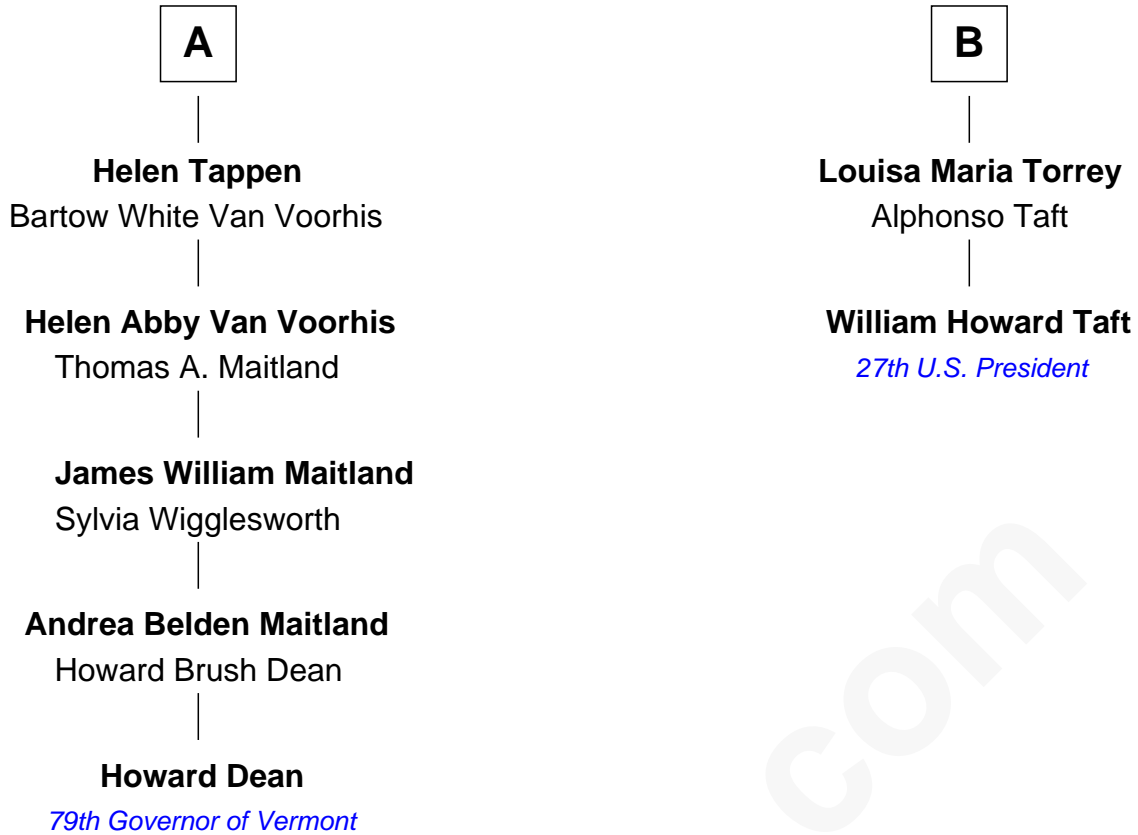 A
Helen Tappen
Bartow White Van Voorhis
Helen Abby Van Voorhis
Thomas A. Maitland
James William Maitland
Sylvia Wigglesworth
Andrea Belden Maitland
Howard Brush Dean
Howard Dean
79th Governor of Vermont
B
Louisa Maria Torrey
Alphonso Taft
William Howard Taft
27th U.S. President
com